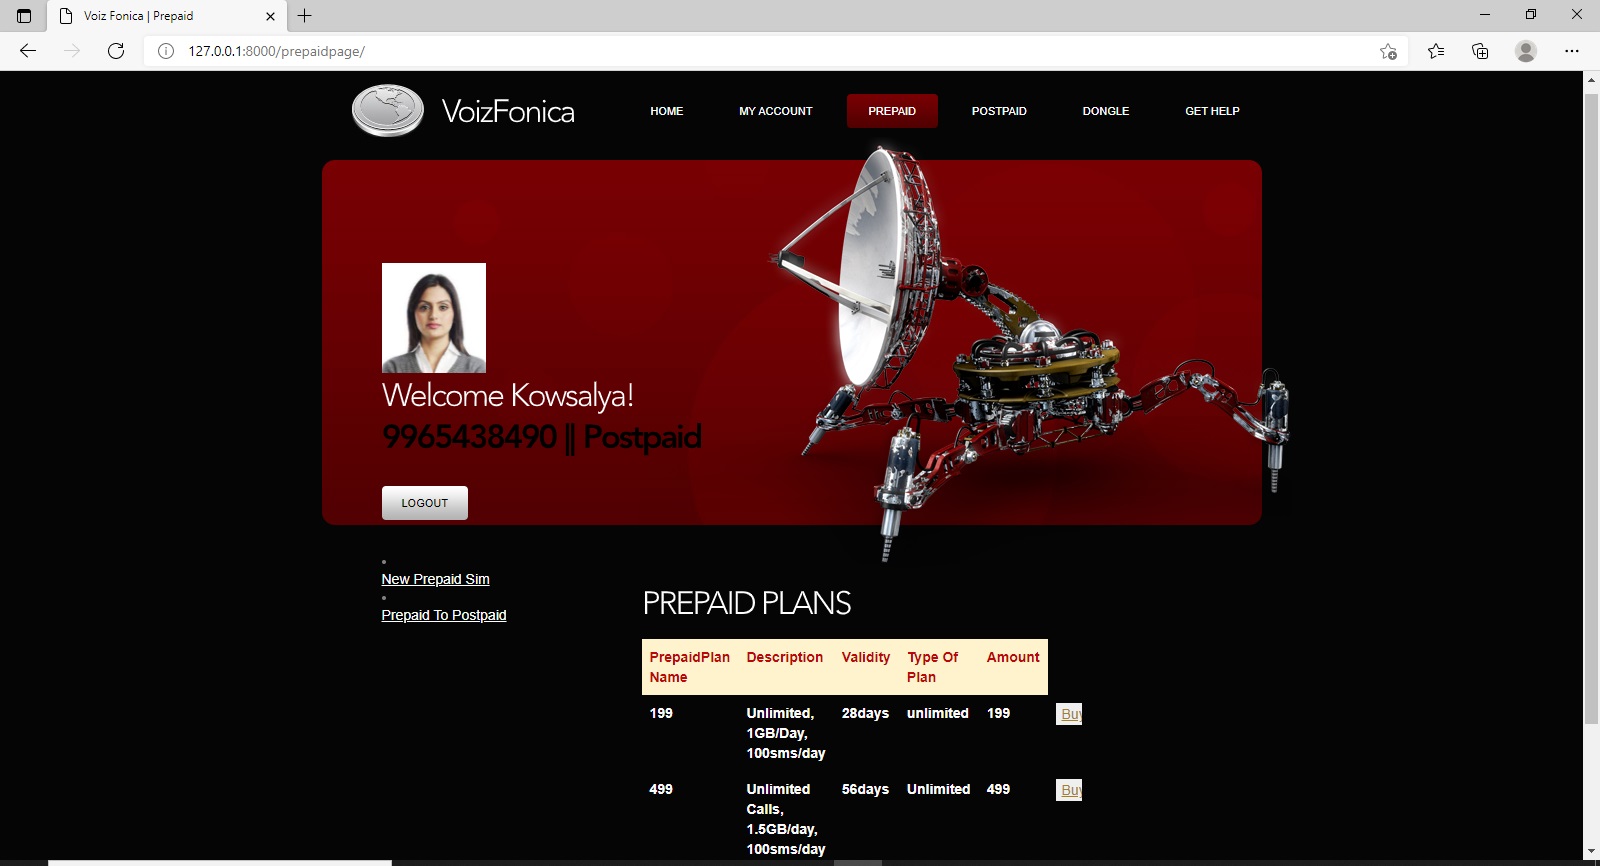 Voiz Fonica | Prepaid
127.0.0.1:8000/prepaidpage/
VoizFonica
HOME MY ACCOUNT PREPAID POSTPAID DONGLE GET HELP
Welcome Kowsalya!
9965438490 || Postpaid
LOGOUT
New Prepaid Sim
Prepaid To Postpaid
PREPAID PLANS
PrepaidPlan Description Validity Type Of Amount
Name Plan
199 Unlimited, 28days unlimited 199 Buy
1GB/Day,
100sms/day
499 Unlimited 56days Unlimited 499 Buy
Calls,
1.5GB/day,
100sms/day